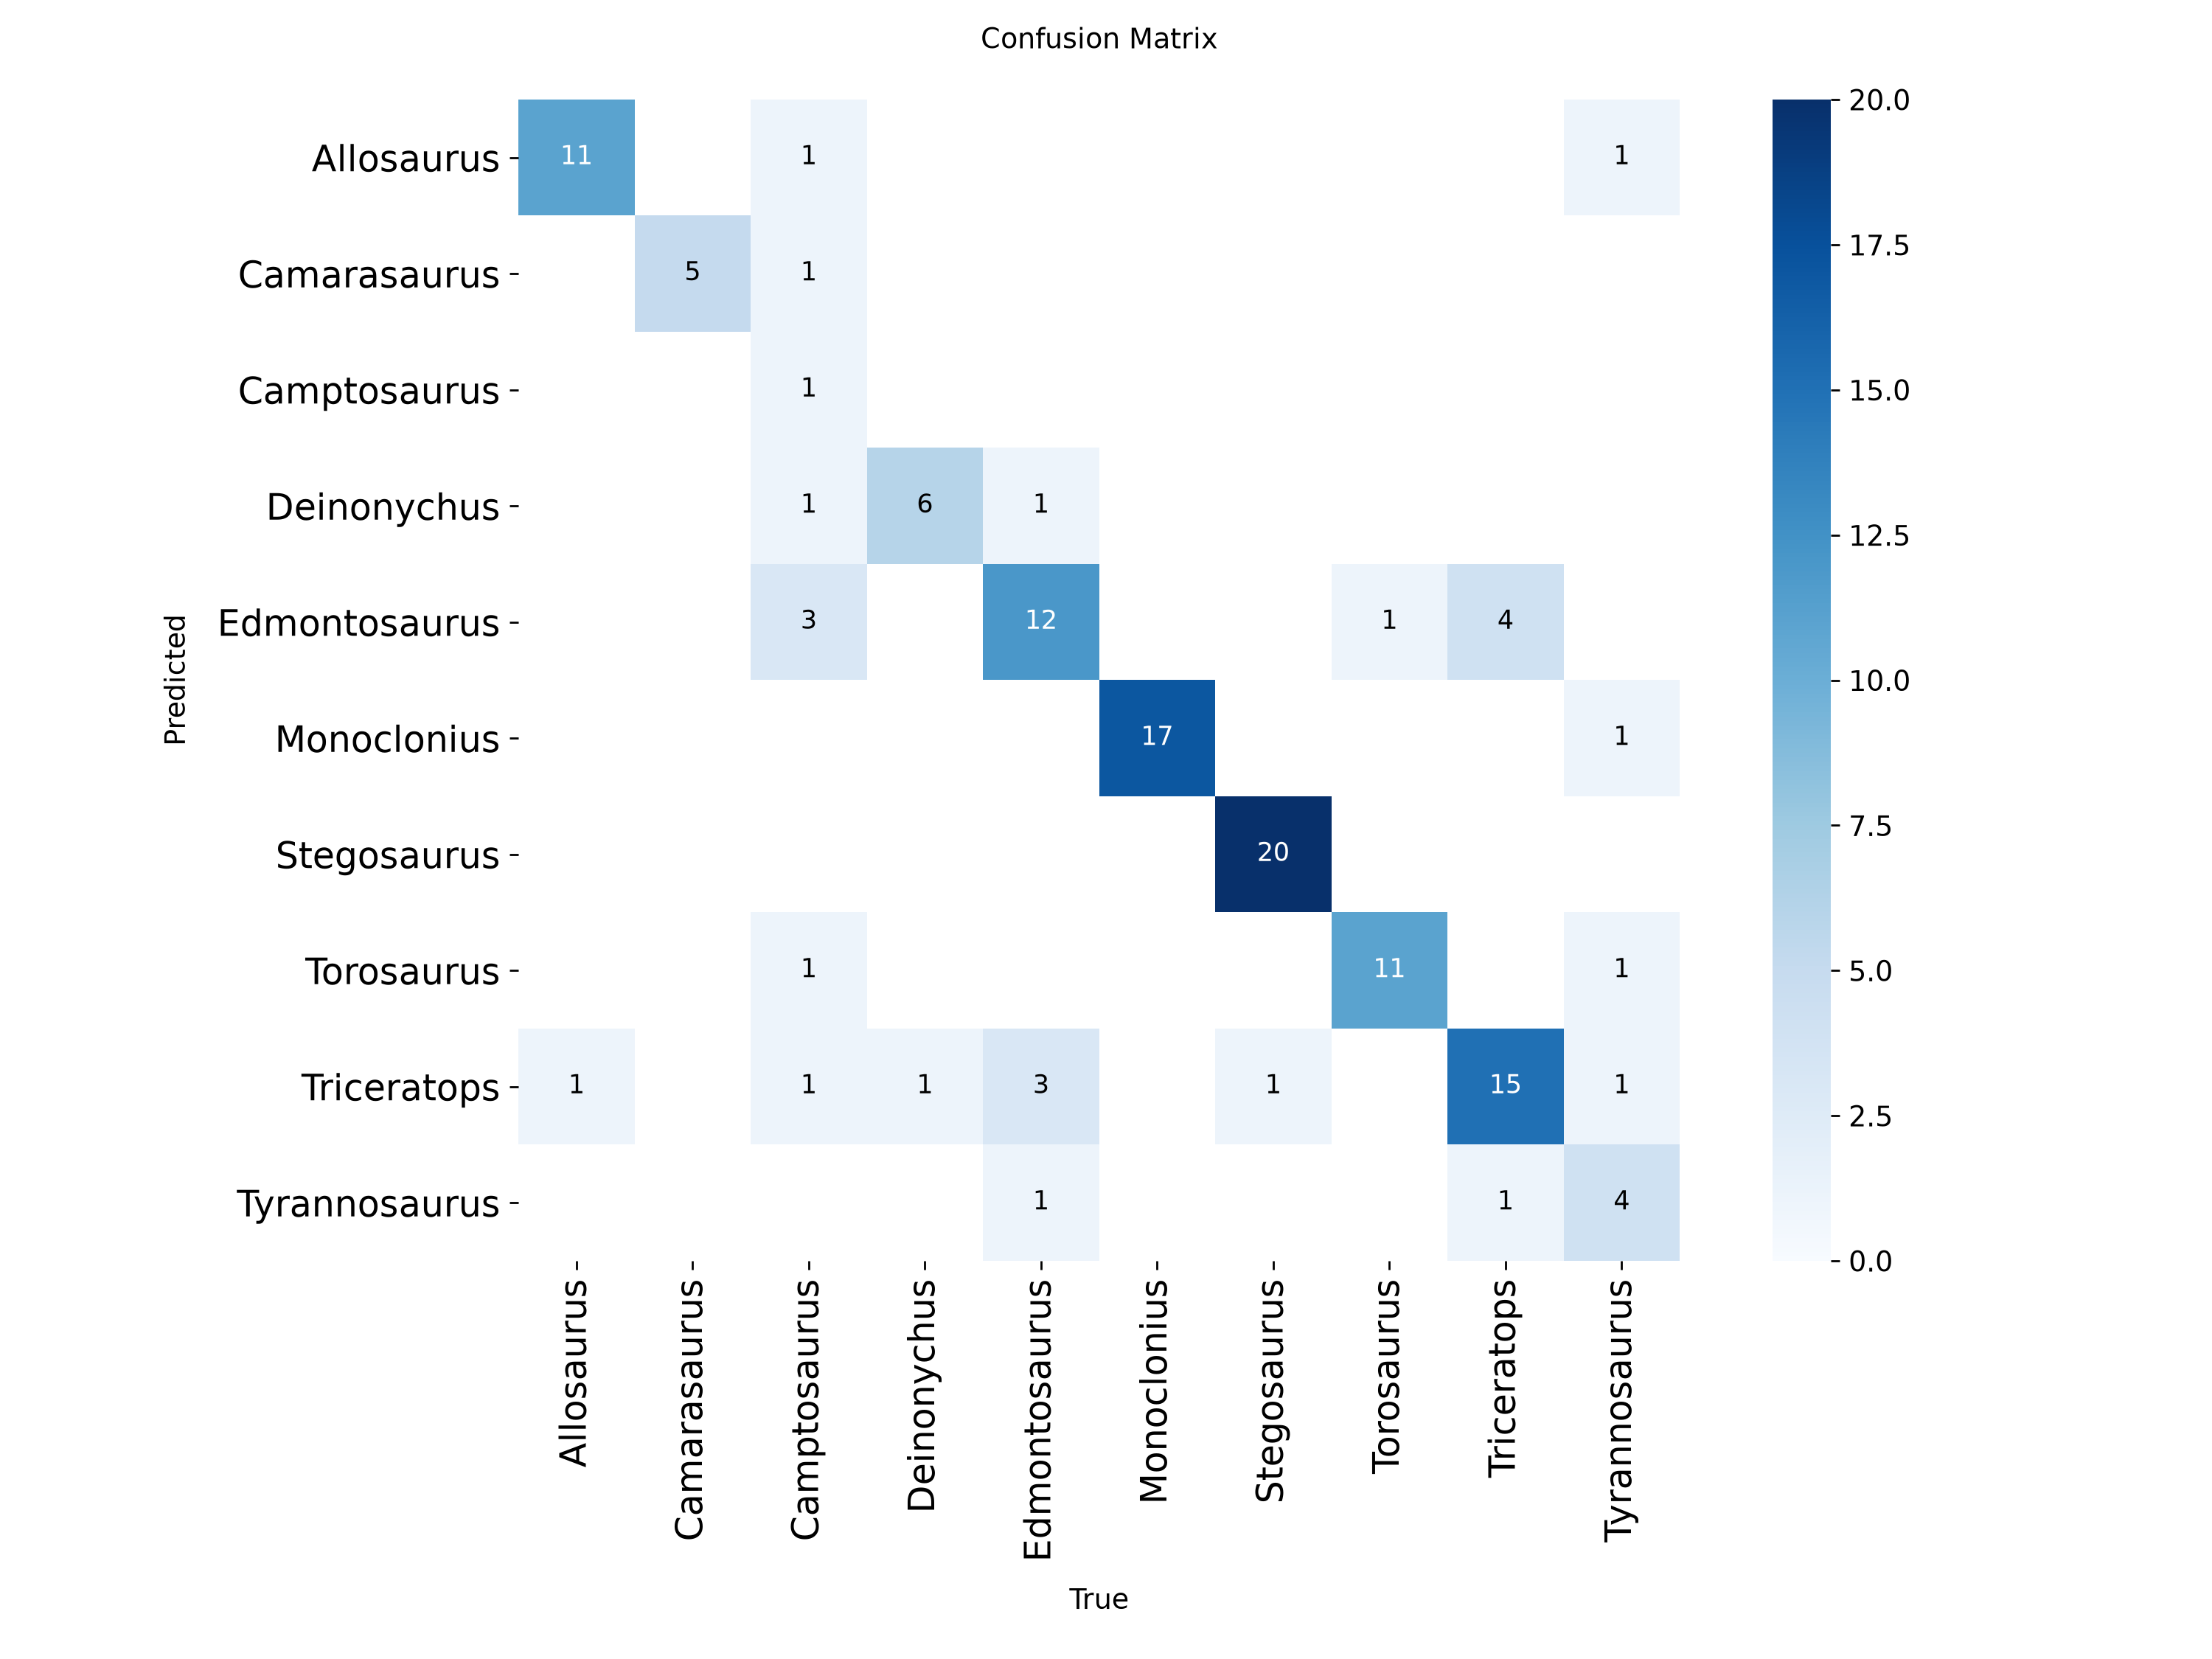 Confusion Matrix
Allosaurus 11 1 1
Camarasaurus 5 1
Camptosaurus 1
Deinonychus 1 6 1
Edmontosaurus 3 12 1 4
Monoclonius 17 1
Stegosaurus 20
Torosaurus 1 11 1
Triceratops 1 1 1 3 1 15 1
Tyrannosaurus 1 1 4
Predicted
Allosaurus
Camarasaurus
Camptosaurus
Deinonychus
Edmontosaurus
Monoclonius
Stegosaurus
Torosaurus
Triceratops
Tyrannosaurus
True
20.0
17.5
15.0
12.5
10.0
7.5
5.0
2.5
0.0